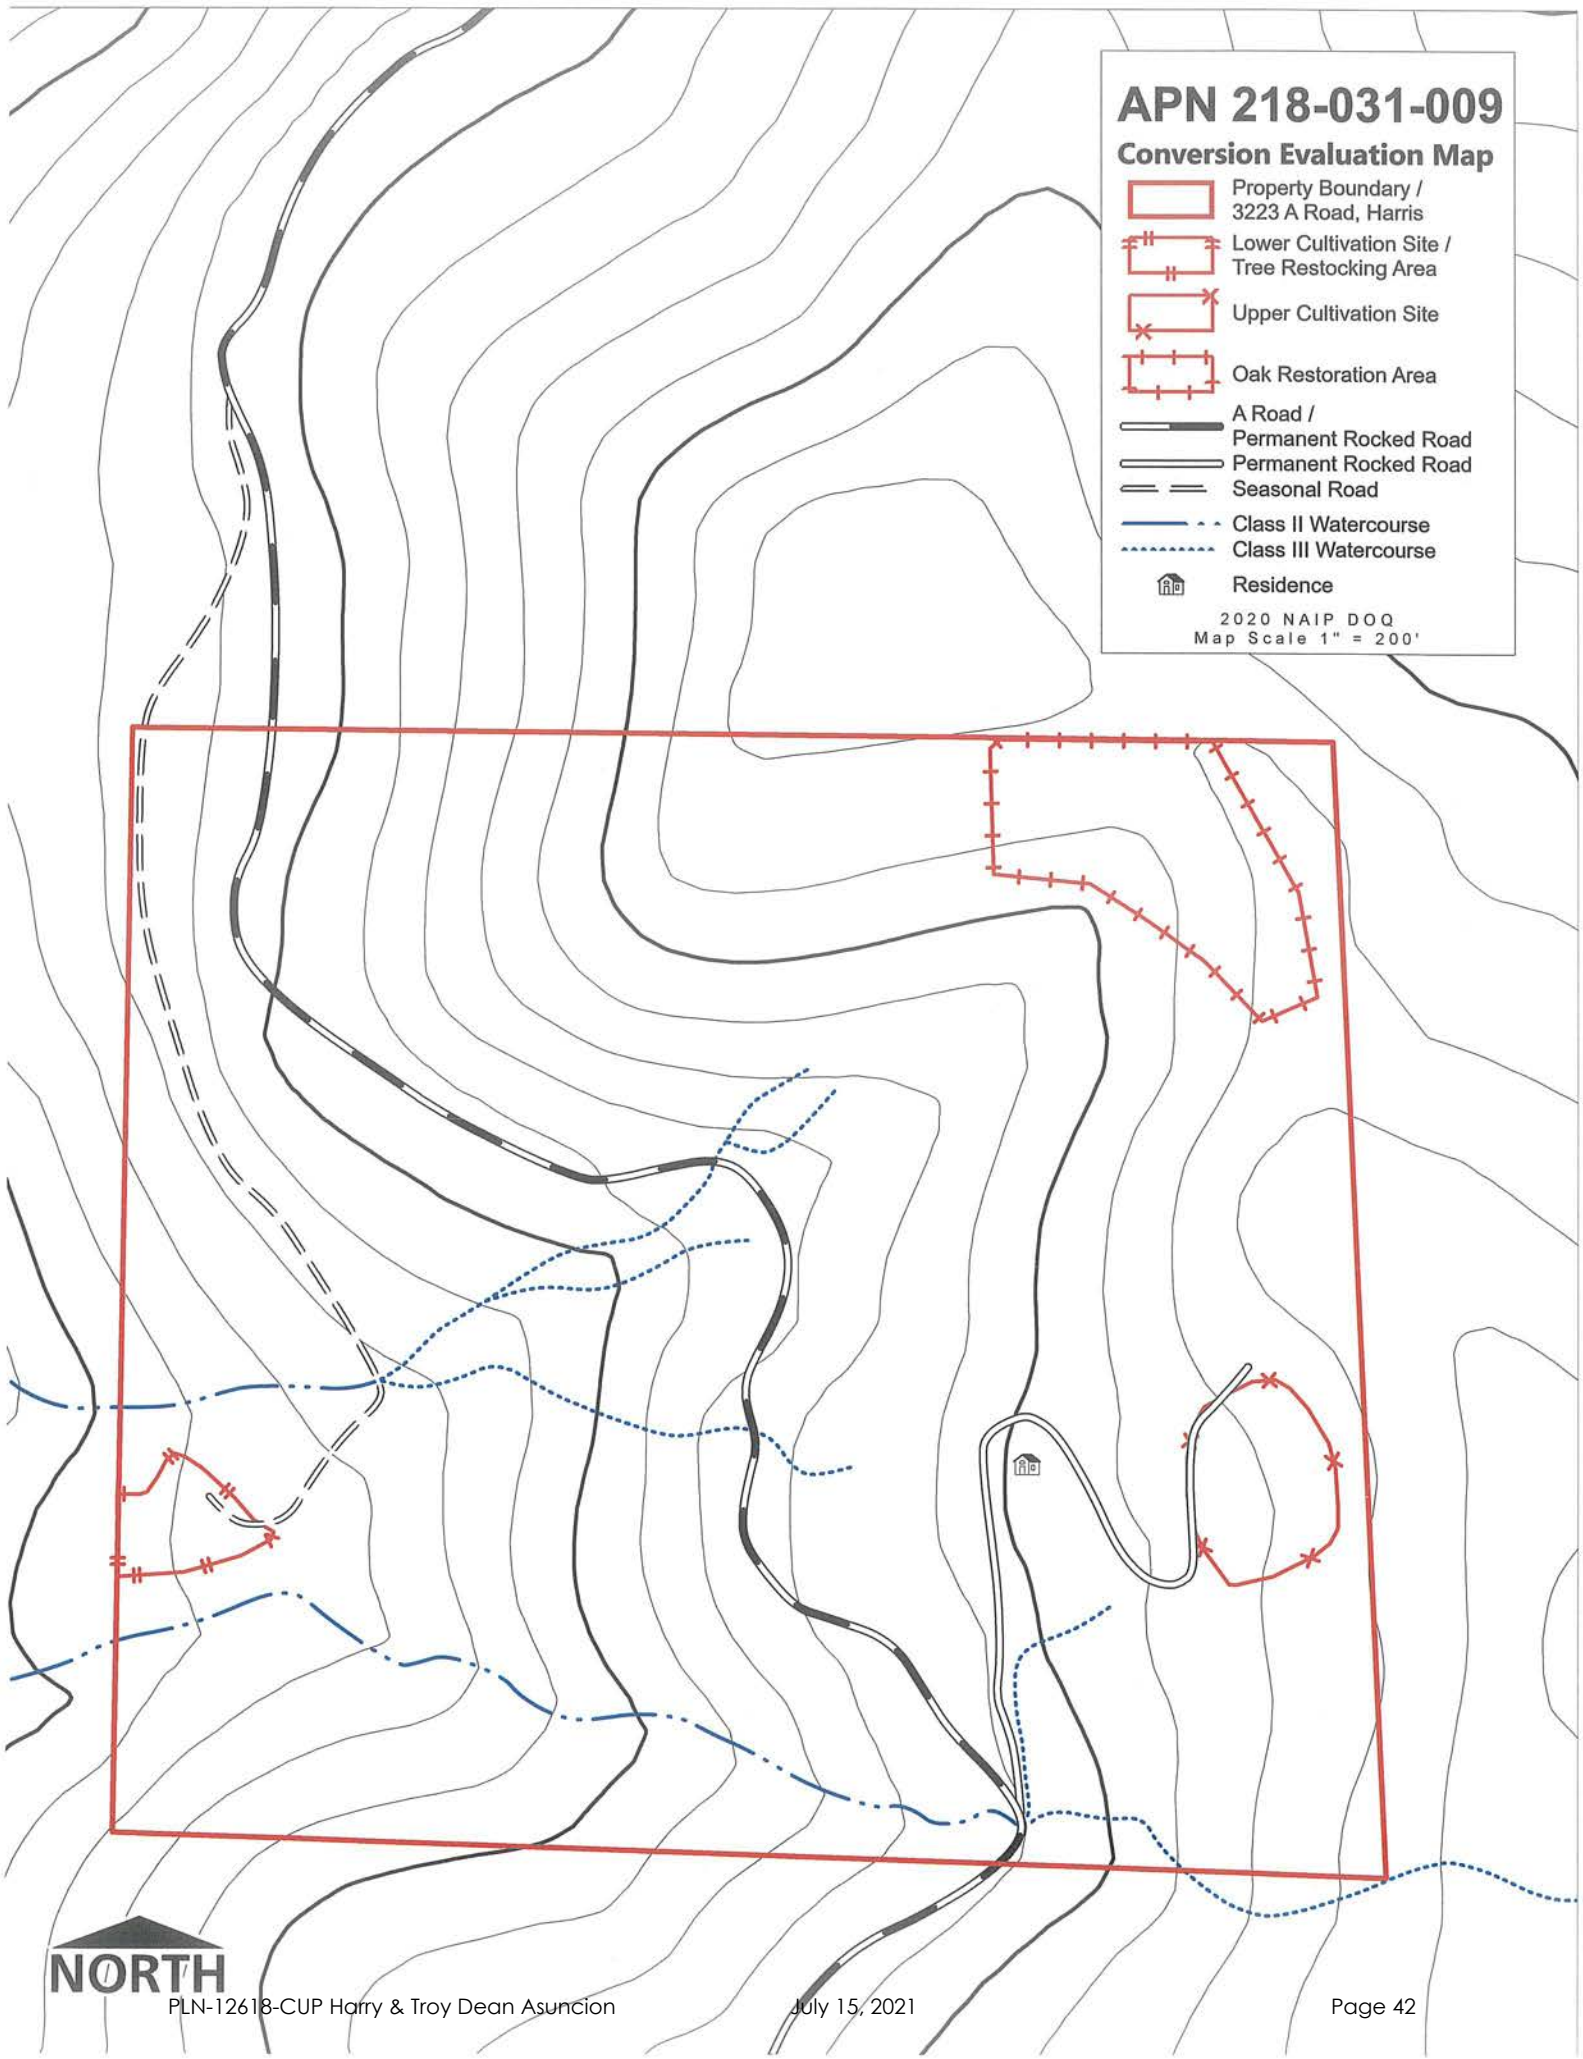 APN 218-031-009
Conversion Evaluation Map
Property Boundary /
3223 A Road, Harris
Lower Cultivation Site /
Tree Restocking Area
Upper Cultivation Site
Oak Restoration Area
A Road /
Permanent Rocked Road
Permanent Rocked Road
Seasonal Road
Class II Watercourse
Class III Watercourse
Residence
2020 NAIP DOQ
Map Scale 1" = 200'
NORTH
PLN-12618-CUP Harry & Troy Dean Asuncion July 15, 2021 Page 42